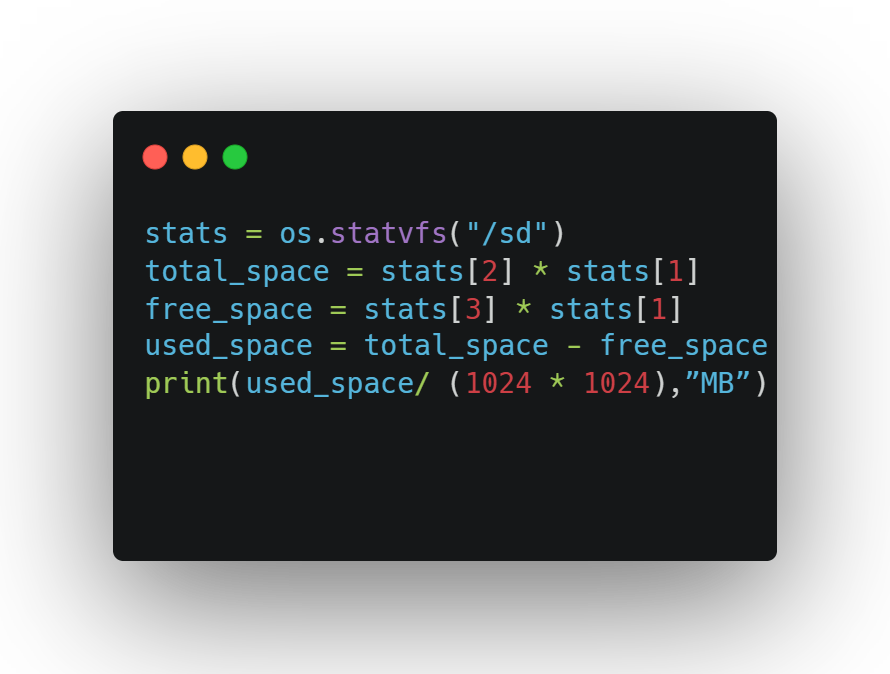 stats = os.statvfs("/sd")
total_space = stats[2] * stats[1]
free_space = stats[3] * stats[1]
used_space = total_space - free_space
print(used_space/ (1024 * 1024),”MB”)